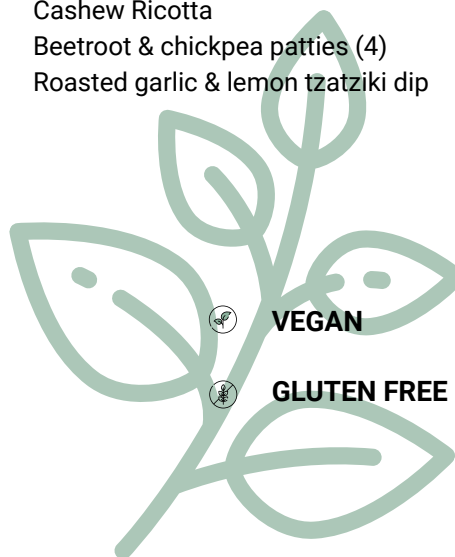 Cashew Ricotta
Beetroot & chickpea patties (4)
Roasted garlic & lemon tzatziki dip
VEGAN
GLUTEN FREE